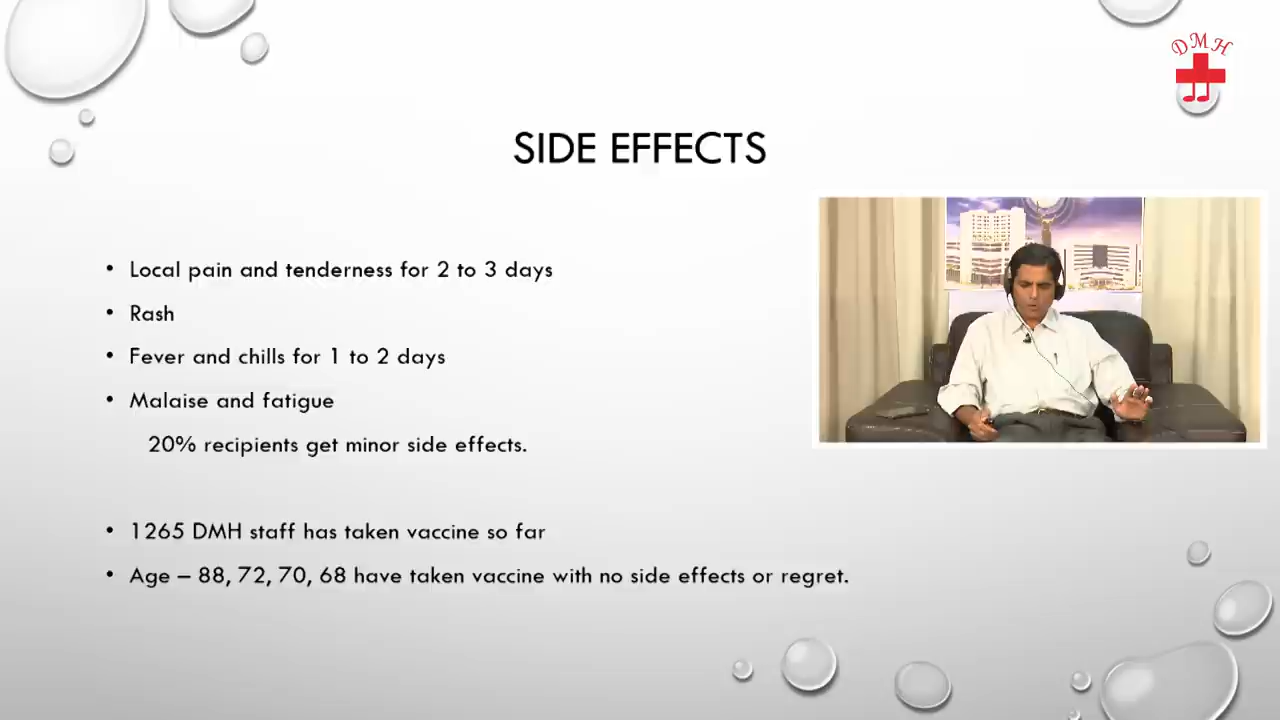 DMH
SIDE EFFECTS
• Local pain and tenderness for 2 to 3 days
• Rash
• Fever and chills for 1 to 2 days
• Malaise and fatigue
20% recipients get minor side effects.
• 1265 DMH staff has taken vaccine so far
• Age – 88, 72, 70, 68 have taken vaccine with no side effects or regret.